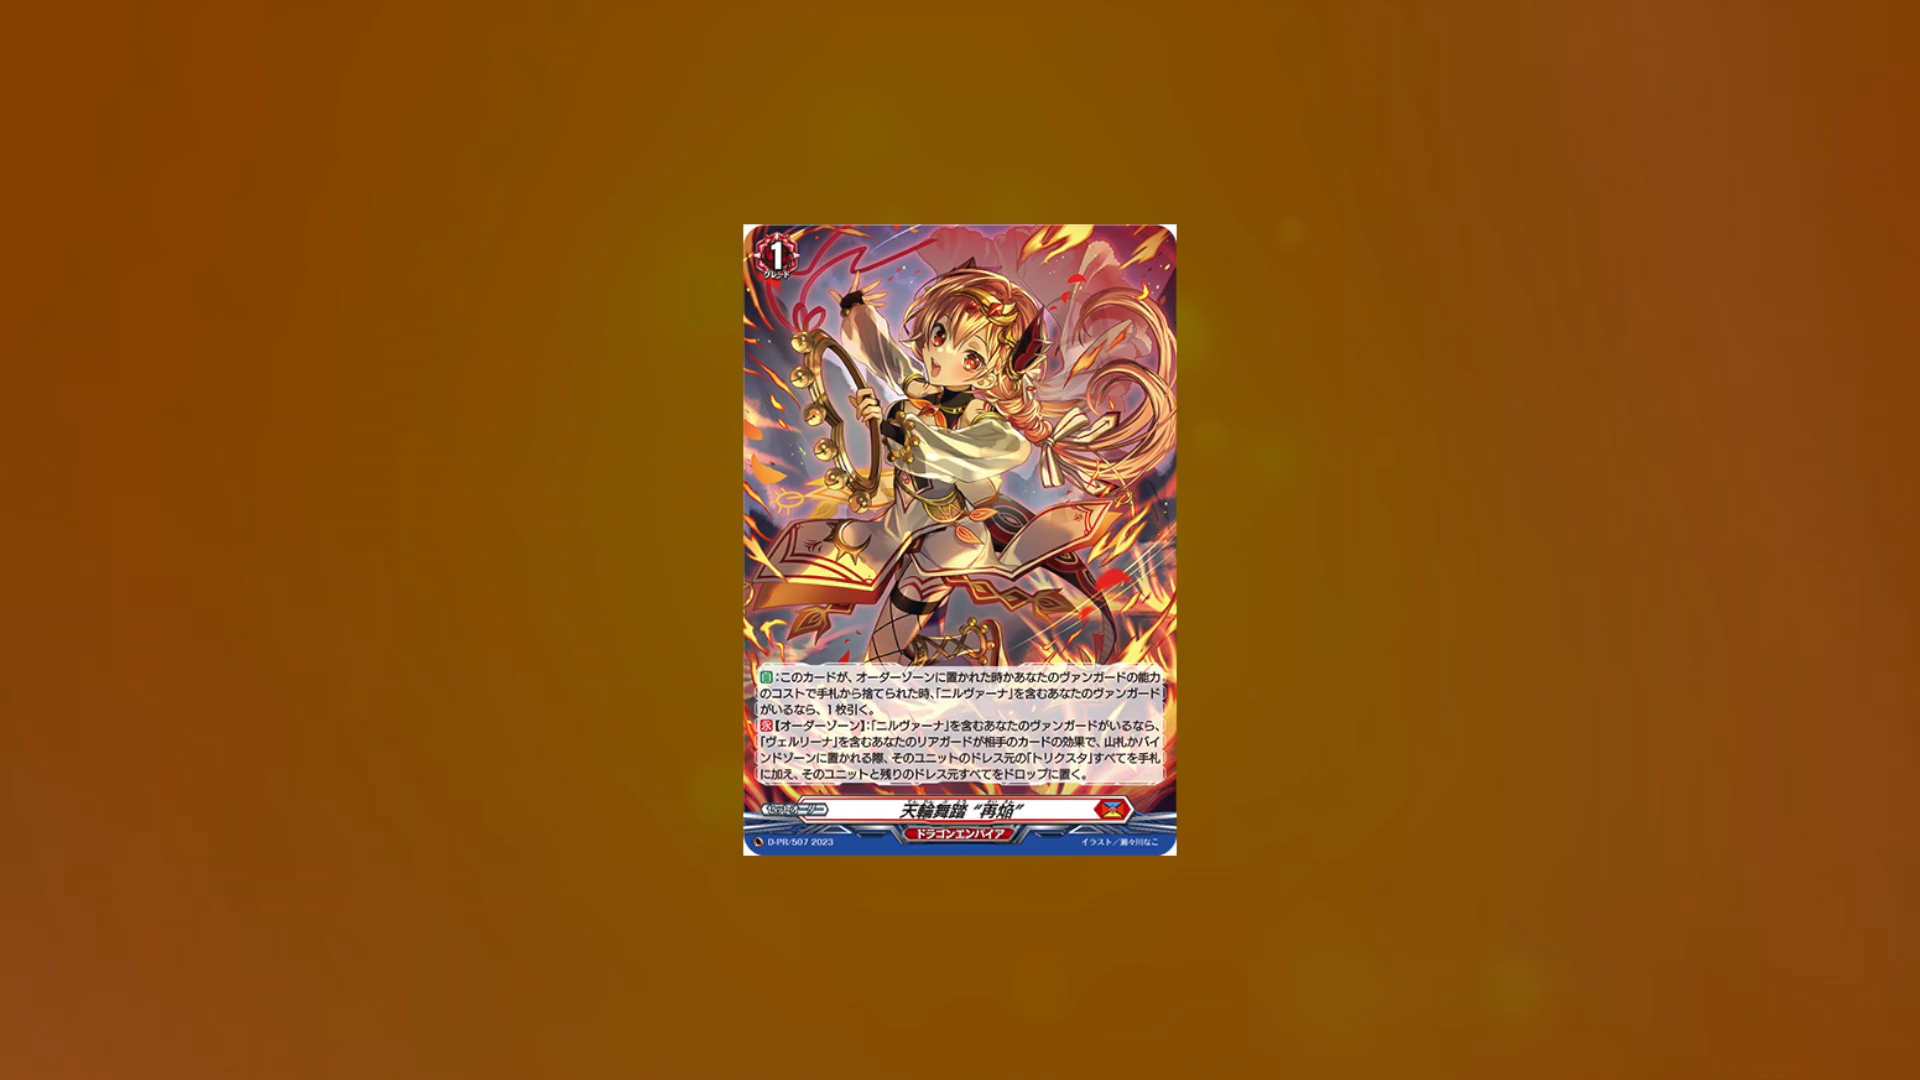 1
グレード
自:このカードが、オーダーゾーンに置かれた時かあなたのヴァンガードの能力
のコストで手札から捨てられた時、「ニルヴァーナ」を含むあなたのヴァンガード
がいるなら、1枚引く。
永【オーダーゾーン】:「ニルヴァーナ」を含むあなたのヴァンガードがいるなら、
「ヴェルリーナ」を含むあなたのリアガードが相手のカードの効果で、山札かバイ
ンドゾーンに置かれる際、そのユニットのドレス元の「トリクスタ」すべてを手札
に加え、そのユニットと残りのドレス元すべてをドロップに置く。
セットオーダー
天輪舞踏 “再焔”
ドラゴンエンパイア
D-PR/507 2023
イラスト／瀬々川なこ